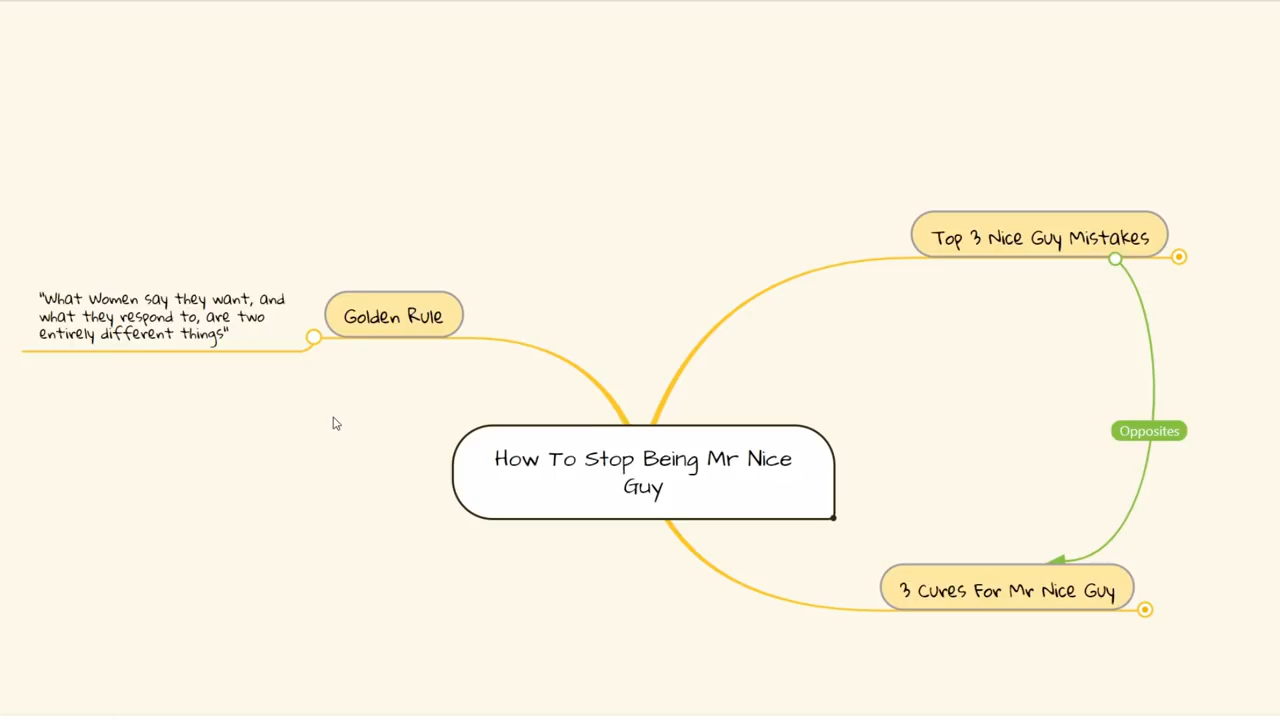 Top 3 Nice Guy Mistakes
"What Women say they want, and
what they respond to, are two
entirely different things"
Golden Rule
Opposites
How To Stop Being Mr Nice
Guy
3 Cures For Mr Nice Guy